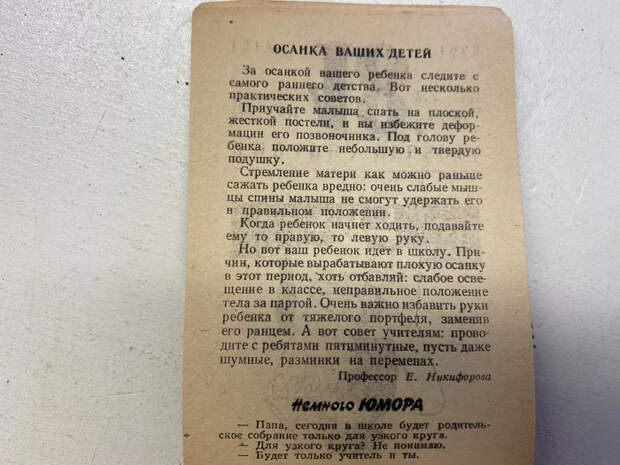 ОСАНКА ВАШИХ ДЕТЕЙ
За осанкой вашего ребенка следите с
самого раннего детства. Вот несколько
практических советов.
Приучайте малыша спать на плоской,
жесткой постели, и вы избежите дефор-
мации его позвоночника. Под голову ре-
бенка положите небольшую и твердую
подушку.
Стремление матери как можно раньше
сажать ребенка вредно: очень слабые мыш-
цы спины малыша не смогут удержать его
в правильном положении.
Когда ребенок начнет ходить, подавайте
ему то правую, то левую руку.
Но вот ваш ребенок идет в школу. При-
чин, которые вырабатывают плохую осанку
в этот период, хоть отбавляй: слабое осве-
щение в классе, неправильное положение
тела за партой. Очень важно избавить руки
ребенка от тяжелого портфеля, заменив
его ранцем. А вот совет учителям: прово-
дите с ребятами пятиминутные, пусть даже
шумные, разминки на переменах.
Профессор Е. Никифорова
Немного ЮМОРА
— Папа, сегодня в школе будет родитель-
ское собрание только для узкого круга.
— Для узкого круга? Не понимаю.
— Будет только учитель и ты.